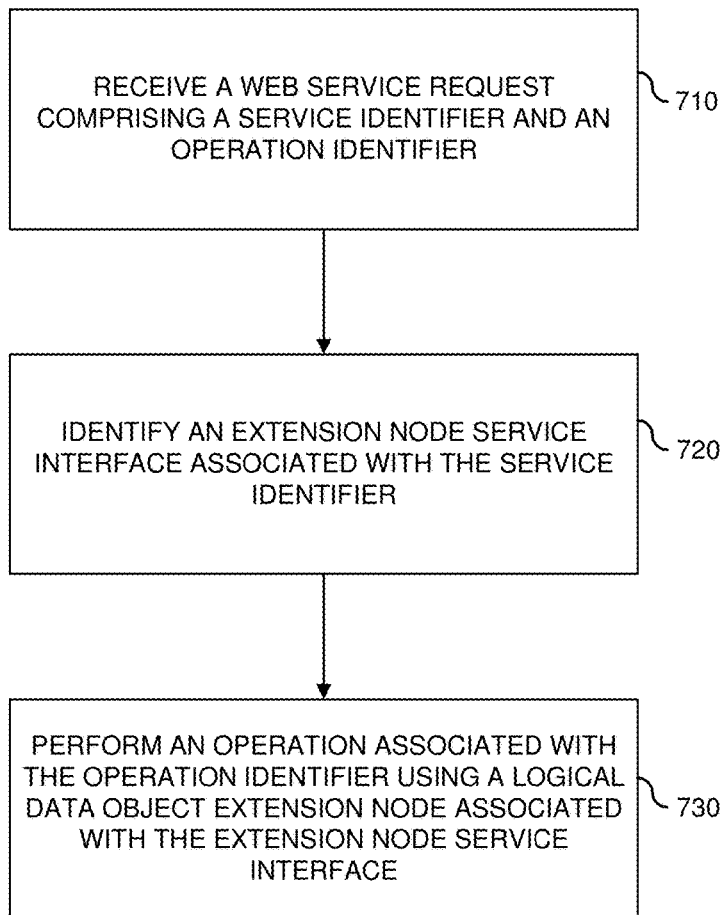 RECEIVE A WEB SERVICE REQUEST
COMPRISING A SERVICE IDENTIFIER AND AN
OPERATION IDENTIFIER
710
IDENTIFY AN EXTENSION NODE SERVICE
INTERFACE ASSOCIATED WITH THE SERVICE
IDENTIFIER
720
PERFORM AN OPERATION ASSOCIATED WITH
THE OPERATION IDENTIFIER USING A LOGICAL
DATA OBJECT EXTENSION NODE ASSOCIATED
WITH THE EXTENSION NODE SERVICE
INTERFACE
730